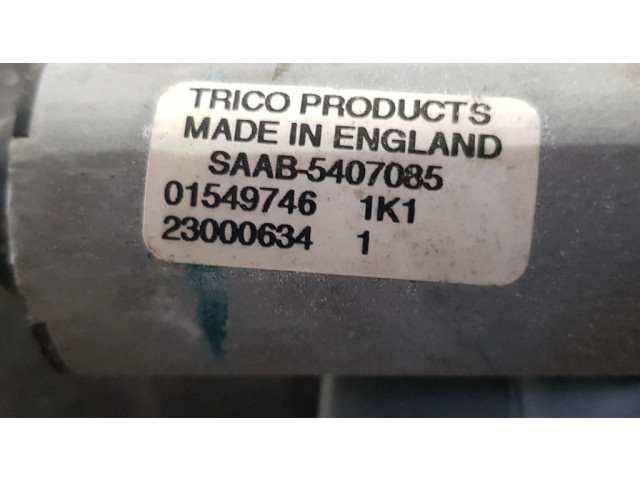 TRICO PRODUCTS
MADE IN ENGLAND
SAAB-5407085
01549746 1K1
23000634 1